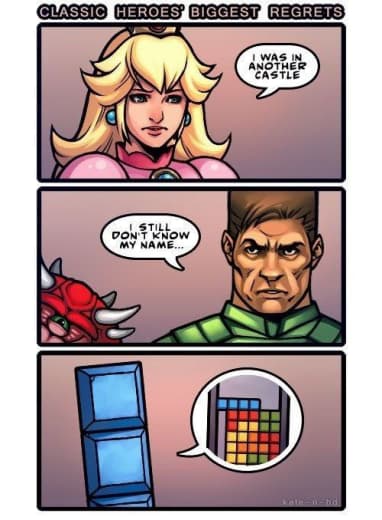 CLASSIC HEROES' BIGGEST REGRETS
I WAS IN
ANOTHER
CASTLE
I STILL
DON'T KNOW
MY NAME...